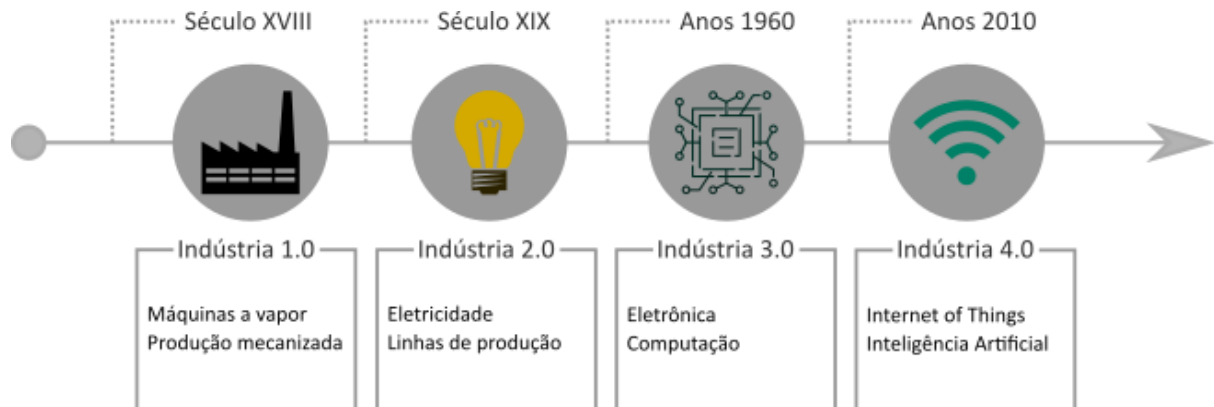 Século XVIII
Século XIX
Anos 1960
Anos 2010
Indústria 1.0
Máquinas a vapor
Produção mecanizada
Indústria 2.0
Eletricidade
Linhas de produção
Indústria 3.0
Eletrônica
Computação
Indústria 4.0
Internet of Things
Inteligência Artificial